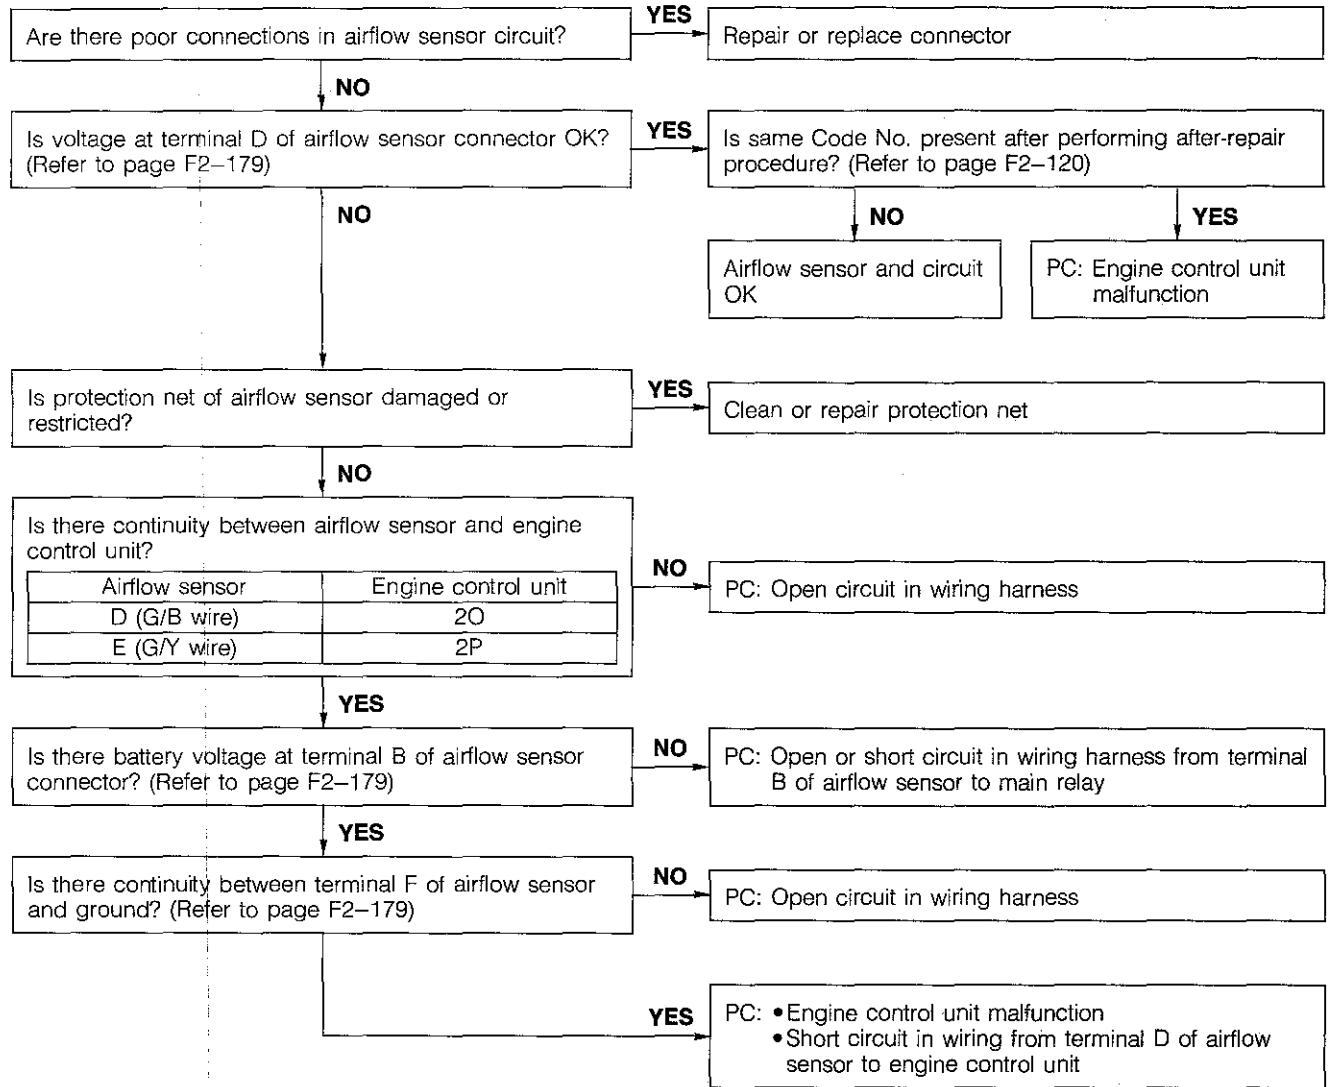 Are there poor connections in airflow sensor circuit?
YES
Repair or replace connector
NO
Is voltage at terminal D of airflow sensor connector OK?
(Refer to page F2–179)
YES
Is same Code No. present after performing after-repair
procedure? (Refer to page F2–120)
NO
NO
YES
Airflow sensor and circuit
OK
PC: Engine control unit
malfunction
Is protection net of airflow sensor damaged or
restricted?
YES
Clean or repair protection net
NO
Is there continuity between airflow sensor and engine
control unit?
Airflow sensor Engine control unit
D (G/B wire) 2O
E (G/Y wire) 2P
NO
PC: Open circuit in wiring harness
YES
Is there battery voltage at terminal B of airflow sensor
connector? (Refer to page F2–179)
NO
PC: Open or short circuit in wiring harness from terminal
B of airflow sensor to main relay
YES
Is there continuity between terminal F of airflow sensor
and ground? (Refer to page F2–179)
NO
PC: Open circuit in wiring harness
YES
PC: •Engine control unit malfunction
•Short circuit in wiring from terminal D of airflow
sensor to engine control unit